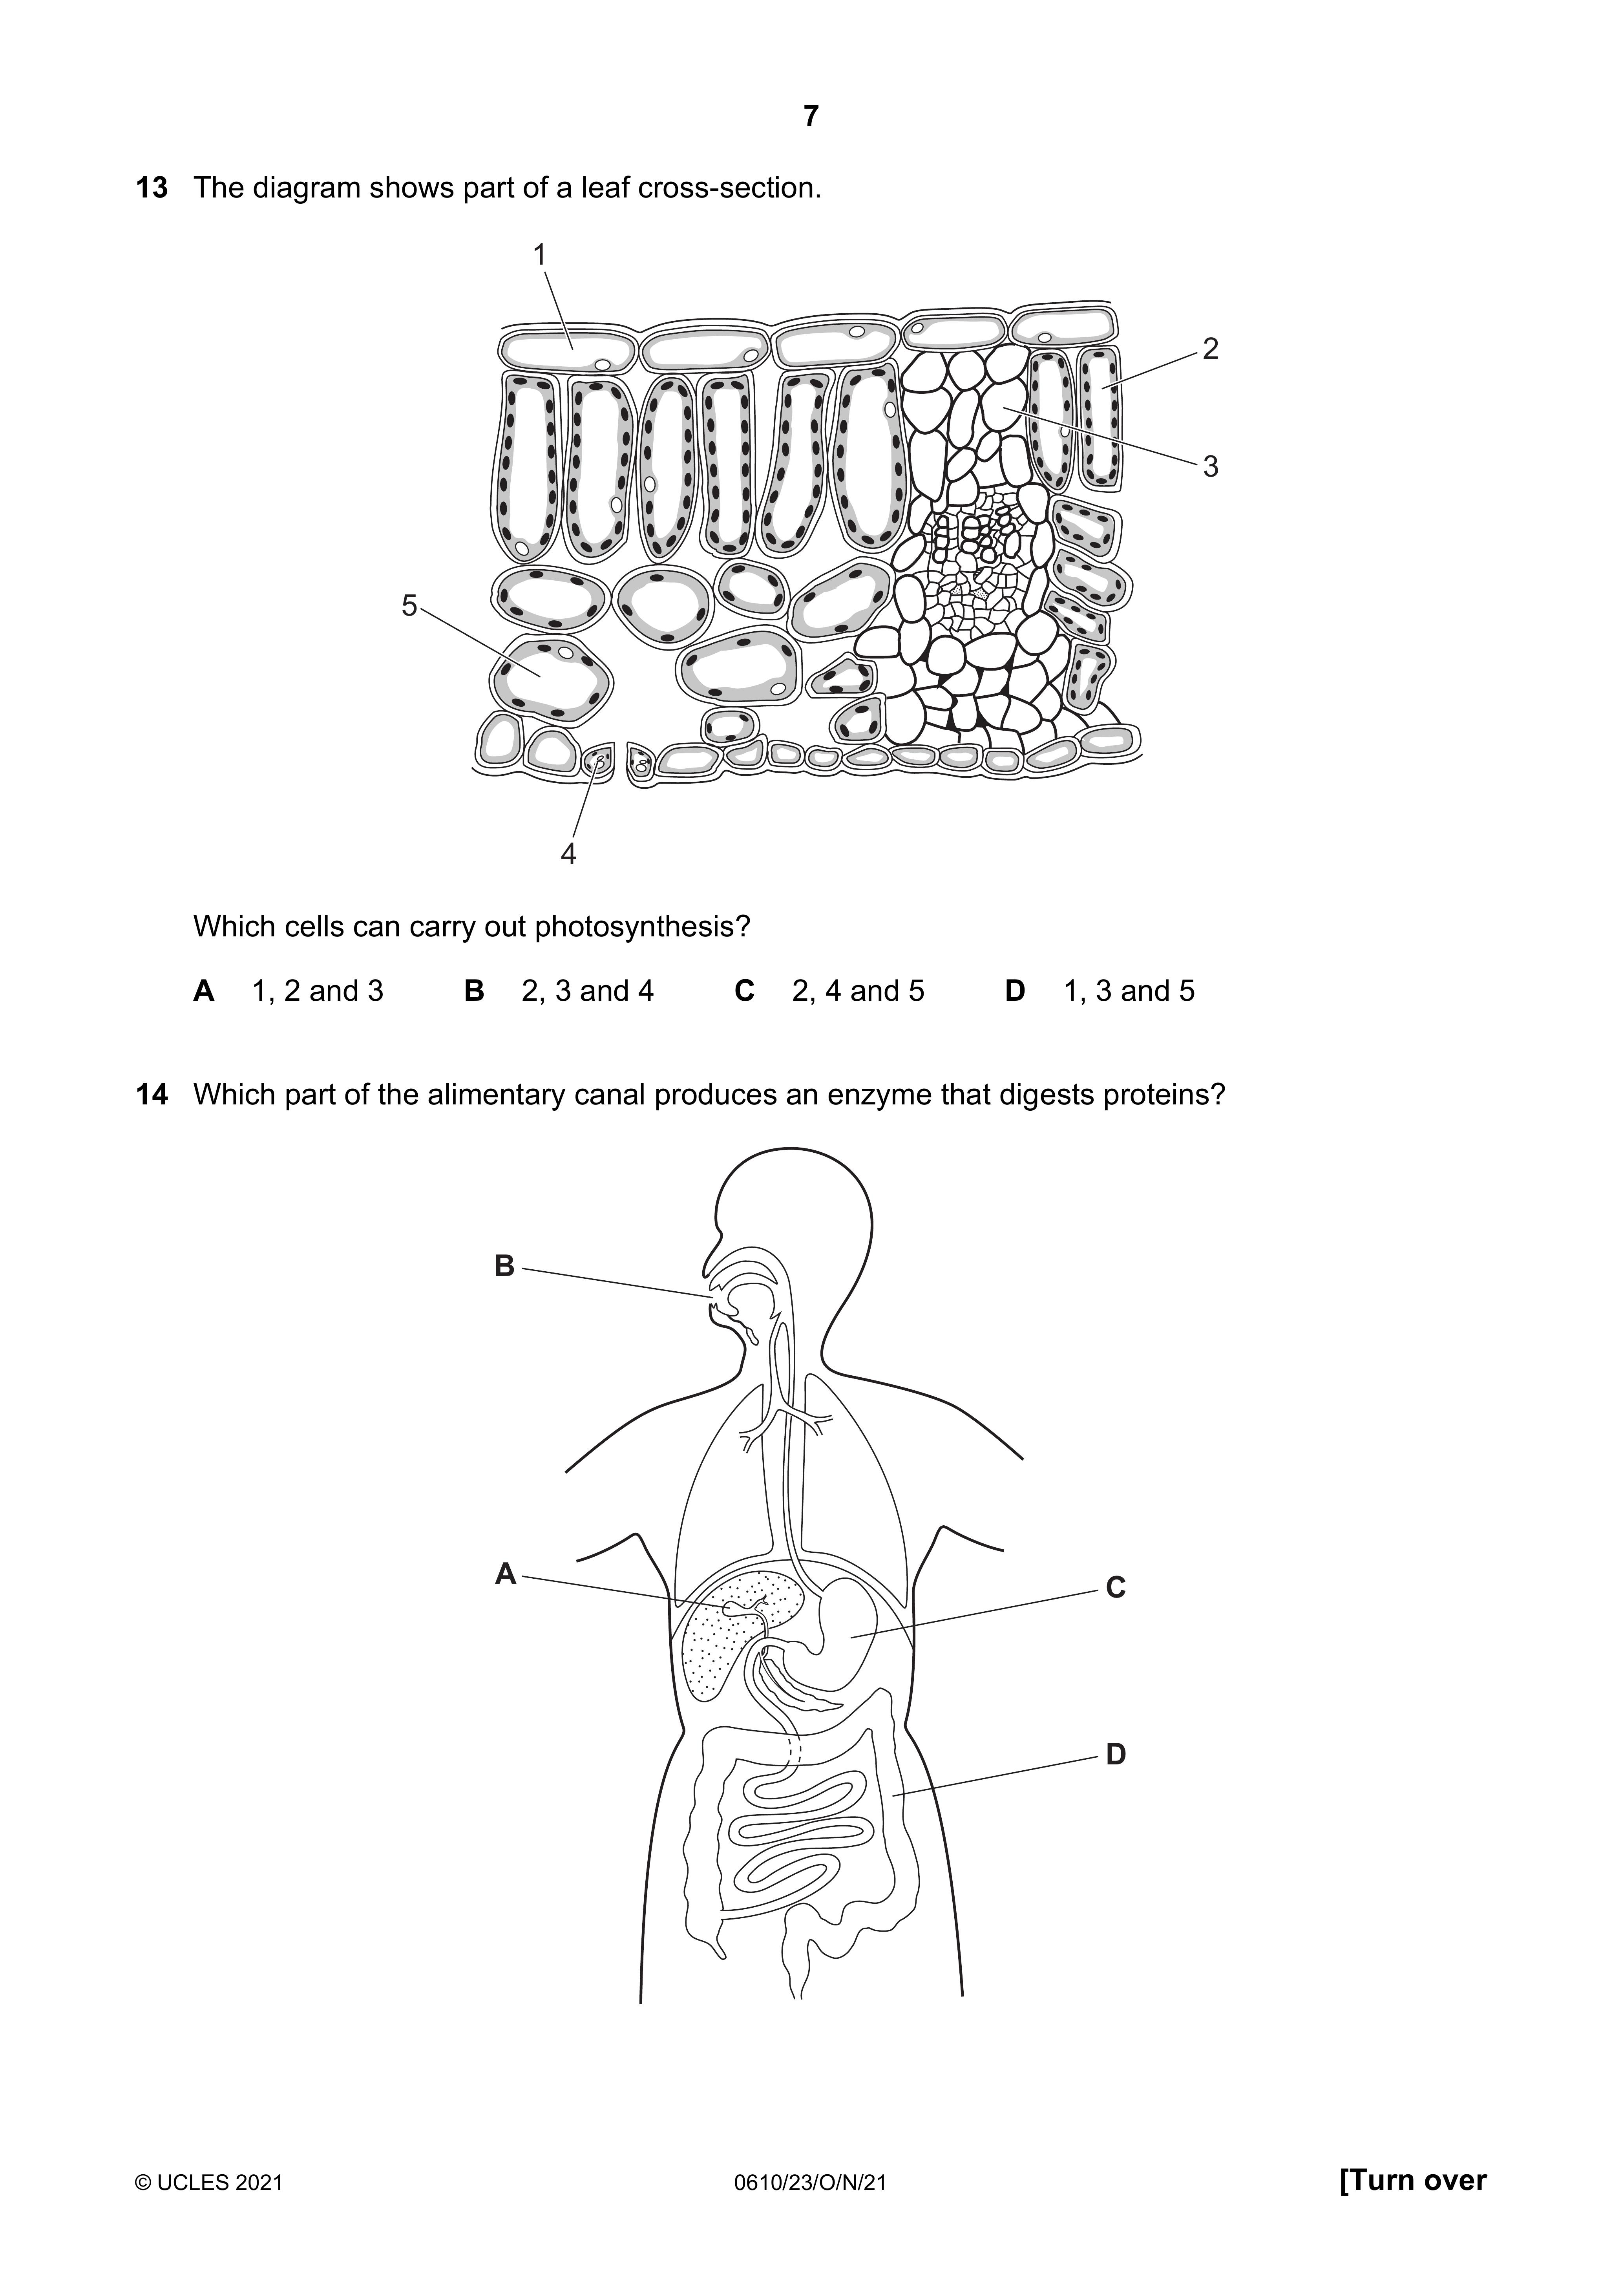 7
13 The diagram shows part of a leaf cross-section.
1
2
3
5
4
Which cells can carry out photosynthesis?
A 1, 2 and 3 B 2, 3 and 4 C 2, 4 and 5 D 1, 3 and 5
14 Which part of the alimentary canal produces an enzyme that digests proteins?
B
A
C
D
© UCLES 2021 0610/23/O/N/21 [Turn over